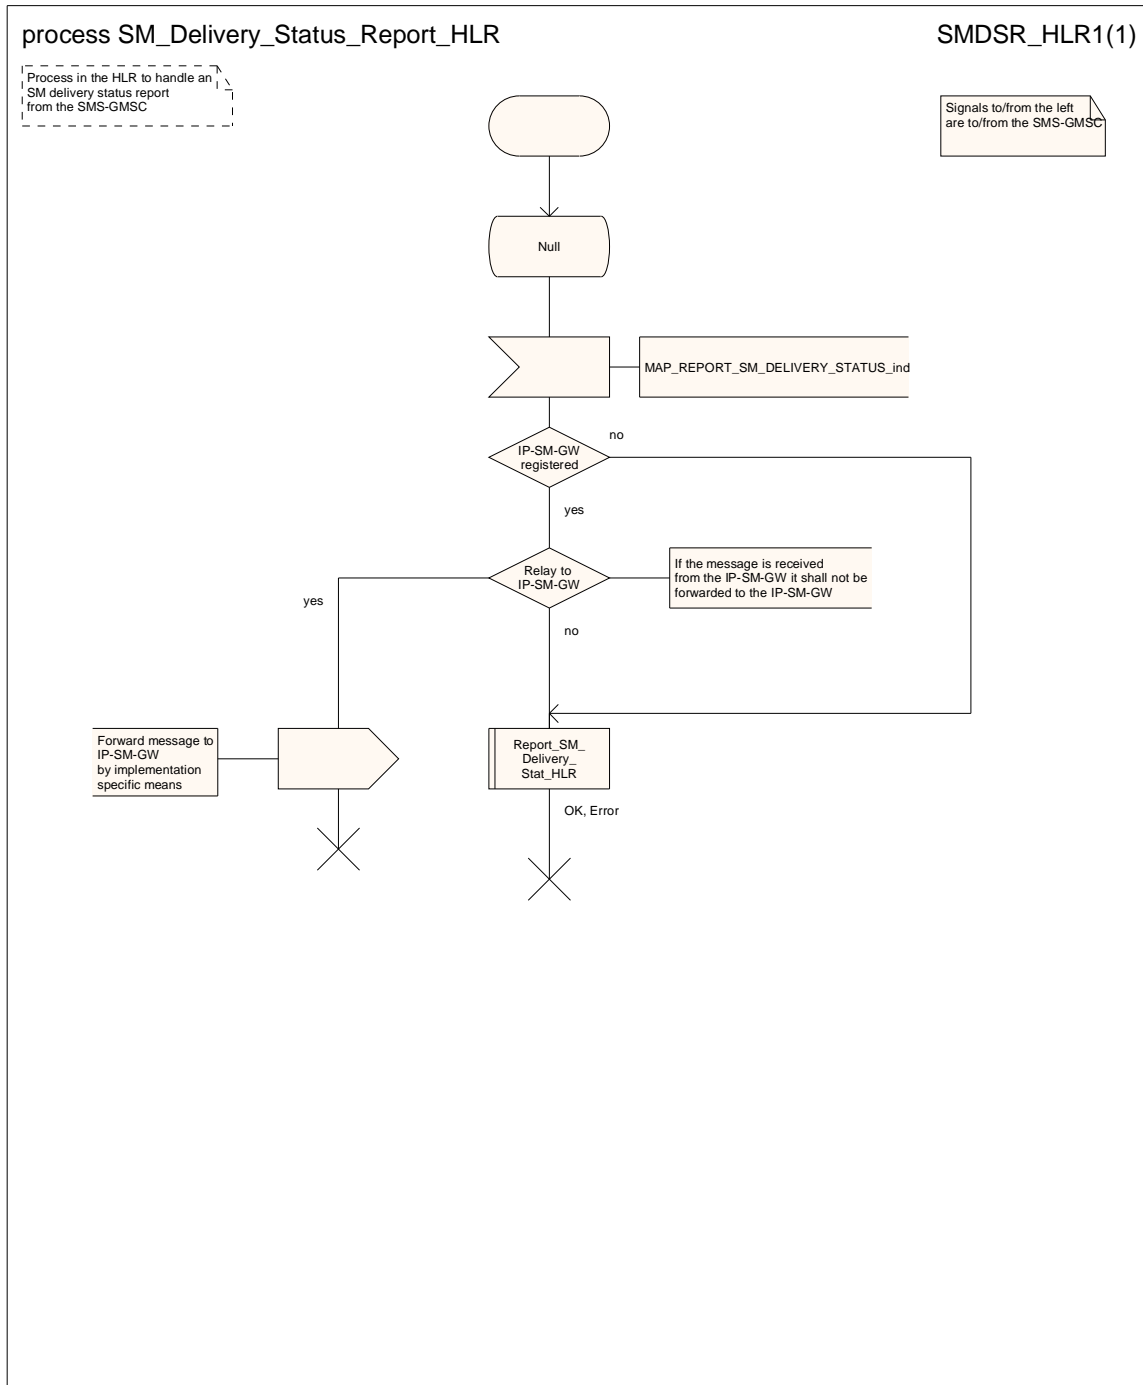 process SM_Delivery_Status_Report_HLR
SMDSR_HLR1(1)
Process in the HLR to handle an
SM delivery status report
from the SMS-GMSC
Signals to/from the left
are to/from the SMS-GMSC
Null
MAP_REPORT_SM_DELIVERY_STATUS_ind
IP-SM-GW
registered
no
yes
Relay to
IP-SM-GW
If the message is received
from the IP-SM-GW it shall not be
forwarded to the IP-SM-GW
yes
no
Forward message to
IP-SM-GW
by implementation
specific means
Report_SM_
Delivery_
Stat_HLR
OK, Error